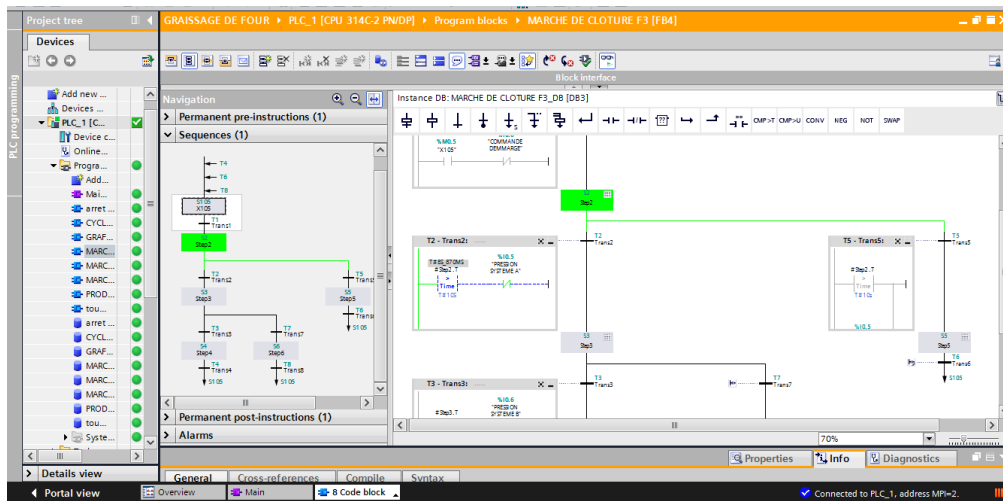 Project tree
GRAISSAGE DE FOUR ▸ PLC_1 [CPU 314C-2 PN/DP] ▸ Program blocks ▸ MARCHE DE CLOTURE F3 [FB4]
Devices
PLC programming
Block interface
Add new ...
Devices ...
PLC_1 [C...
Device c...
Online...
Progra...
Add...
Mai...
arret ...
CYCL...
GRAF...
MARC...
MARC...
MARC...
PROD...
tou...
arret ...
CYCL...
GRAF...
MARC...
MARC...
MARC...
PROD...
tou...
Syste...
Details view
Navigation
Permanent pre-instructions (1)
Sequences (1)
T4
T6
T8
S105
X105
T1
Trans1
Step2
T2
Trans2
T5
Trans
S3
Step3
S5
Step5
T6
Trans
S105
T3
Trans3
T7
Trans7
S4
Step4
S6
Step6
T4
Trans4
T8
Trans8
S105
S105
Permanent post-instructions (1)
Alarms
Instance DB: MARCHE DE CLOTURE F3_DB [DB3]
CMP>T CMP>U CONV NEG NOT SWAP
%M0.5
"X105"
"COMMANDE
DEMMARGE"
Step2
T2 - Trans2:
T#8S_870MS
#Step2.T
>
Time
T#10S
%I0.5
"PRESSION
SYSTEME A"
T2
Trans2
T5 - Trans5:
#Step2.T
>
Time
T#10s
%I0.5
T5
Trans5
S3
Step3
S5
Step5
T6
Trans6
S105
T3 - Trans3:
%I0.6
"PRESSION
SYSTEME B"
#Step3.T
T3
Trans3
T7
Trans7
70%
Properties
Info
Diagnostics
General
Cross-references
Compile
Syntax
Portal view
Overview
Main
8 Code block
Connected to PLC_1, address MPI=2.